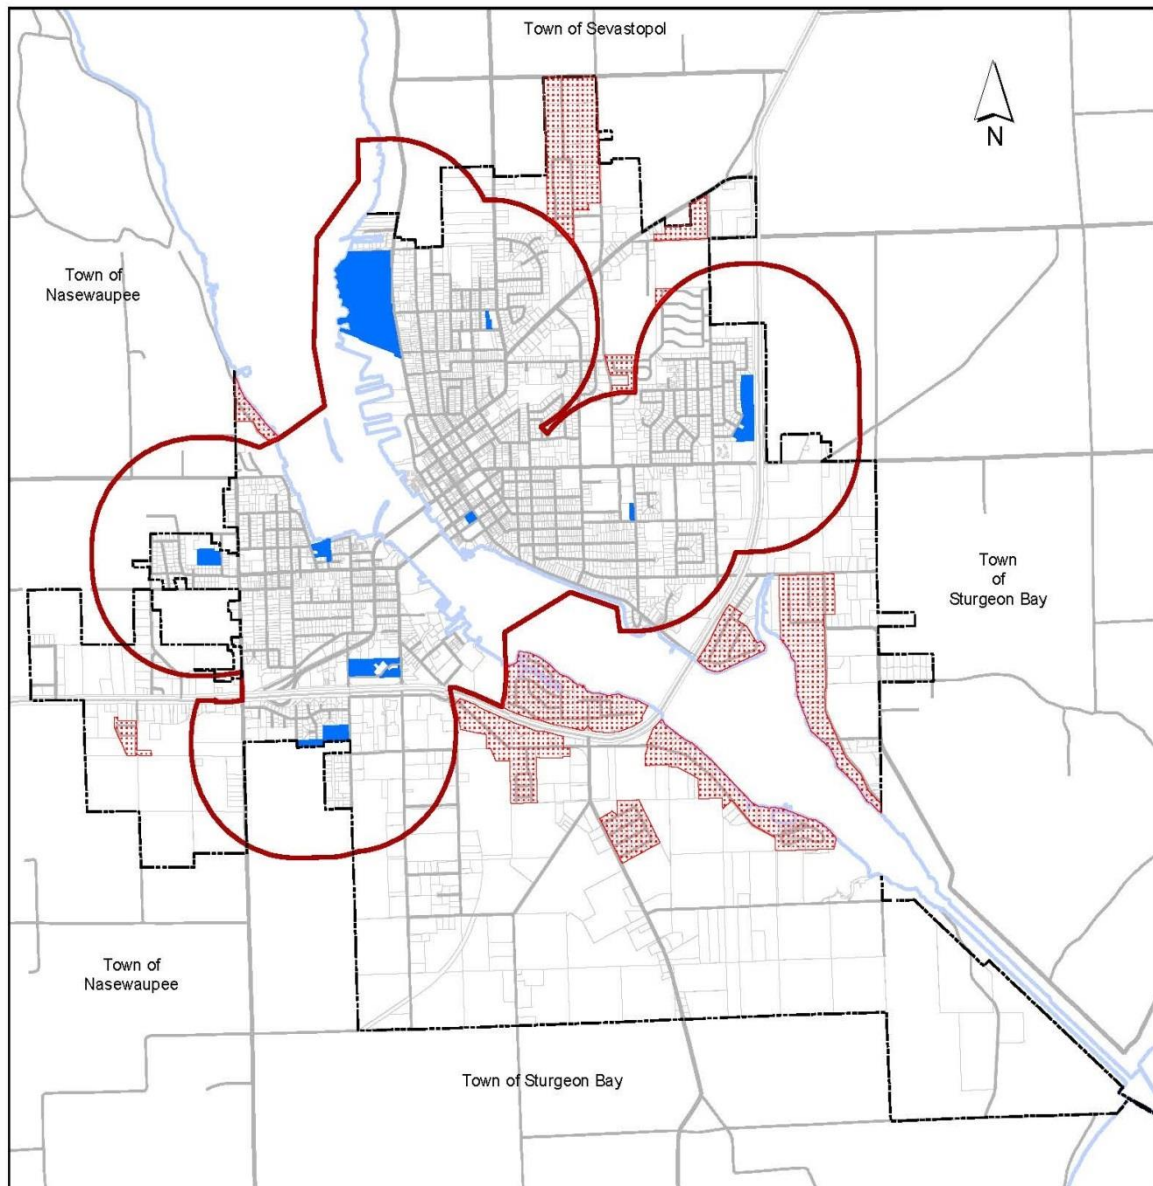 Town of Sevastopol
N
Town of
Nasewaupee
Town
of
Sturgeon Bay
Town of
Nasewaupee
Town of Sturgeon Bay